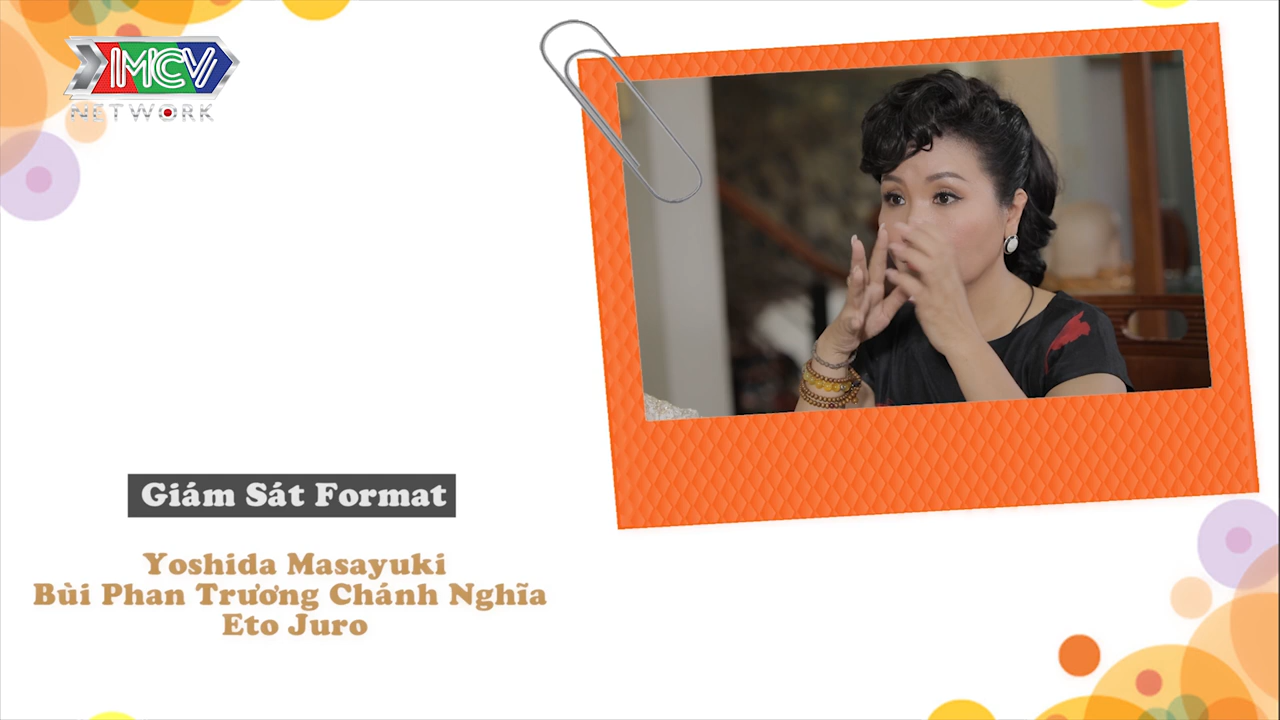 MCV
NETWORK
Giám Sát Format
Yoshida Masayuki
Bùi Phan Trương Chánh Nghĩa
Eto Juro